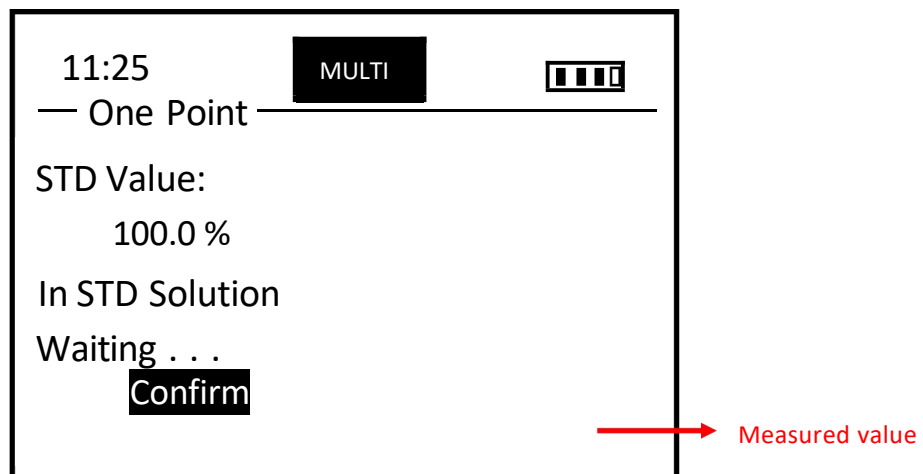 11:25 MULTI
One Point
STD Value:
100.0 %
In STD Solution
Waiting . . .
Confirm
Measured value